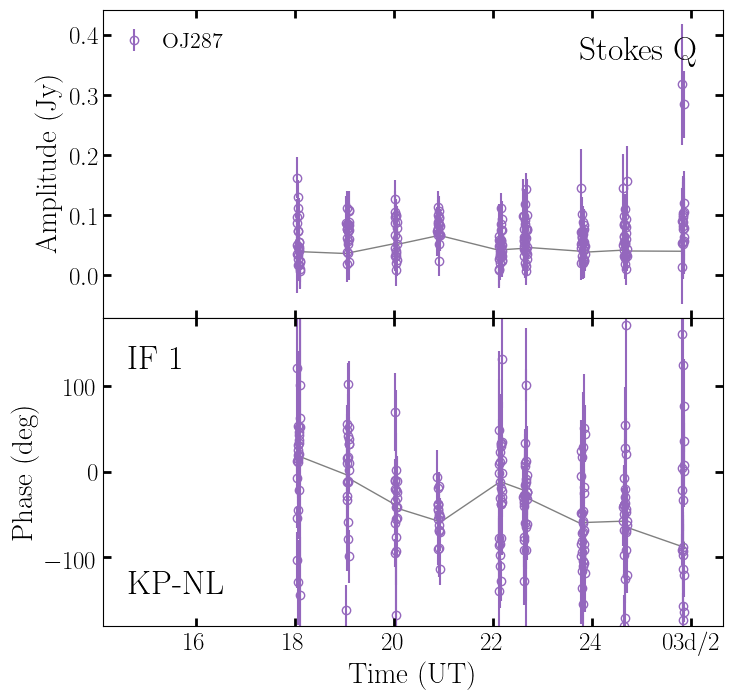 OJ287
Stokes Q
Amplitude (Jy)
0.4
0.3
0.2
0.1
0.0
IF 1
KP-NL
Phase (deg)
100
0
−100
16 18 20 22 24 03d/2
Time (UT)